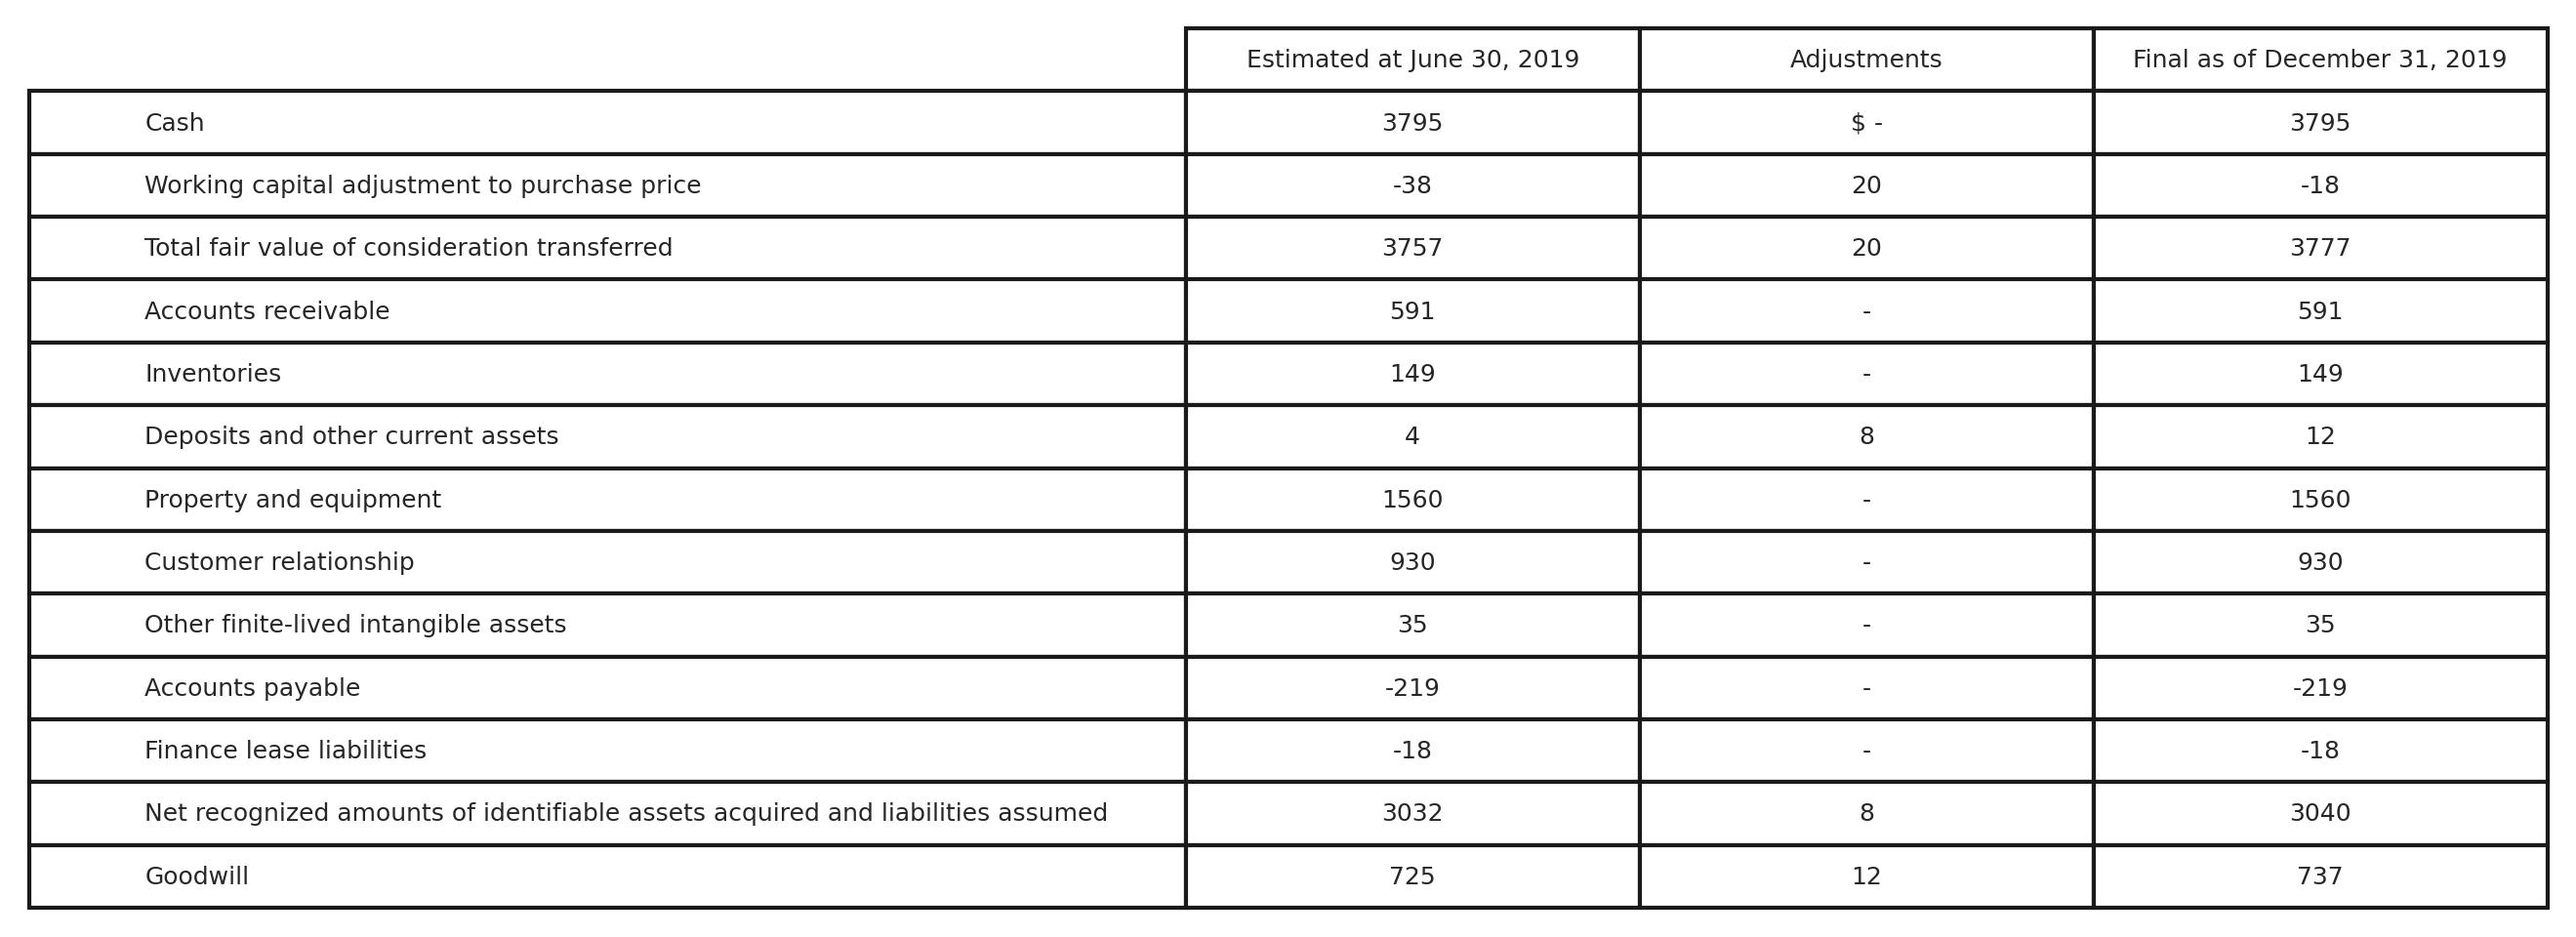 Estimated at June 30, 2019 Adjustments Final as of December 31, 2019
Cash 3795 $ - 3795
Working capital adjustment to purchase price -38 20 -18
Total fair value of consideration transferred 3757 20 3777
Accounts receivable 591 - 591
Inventories 149 - 149
Deposits and other current assets 4 8 12
Property and equipment 1560 - 1560
Customer relationship 930 - 930
Other finite-lived intangible assets 35 - 35
Accounts payable -219 - -219
Finance lease liabilities -18 - -18
Net recognized amounts of identifiable assets acquired and liabilities assumed 3032 8 3040
Goodwill 725 12 737